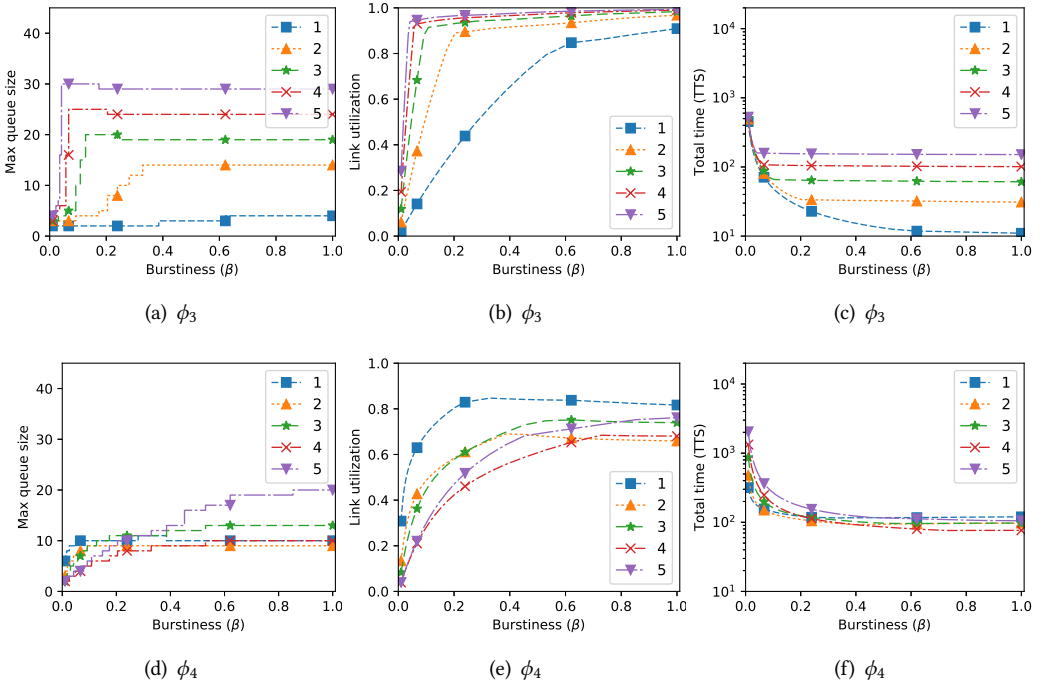 Max queue size
40
30
20
10
0
0.0 0.2 0.4 0.6 0.8 1.0
Burstiness (β)
1
2
3
4
5
(a) ϕ3
Link utilization
1.0
0.8
0.6
0.4
0.2
0.0
0.0 0.2 0.4 0.6 0.8 1.0
Burstiness (β)
1
2
3
4
5
(b) ϕ3
Total time (TTS)
10⁴
10³
10²
10¹
0.0 0.2 0.4 0.6 0.8 1.0
Burstiness (β)
1
2
3
4
5
(c) ϕ3
Max queue size
40
30
20
10
0
0.0 0.2 0.4 0.6 0.8 1.0
Burstiness (β)
1
2
3
4
5
(d) ϕ4
Link utilization
1.0
0.8
0.6
0.4
0.2
0.0
0.0 0.2 0.4 0.6 0.8 1.0
Burstiness (β)
1
2
3
4
5
(e) ϕ4
Total time (TTS)
10⁴
10³
10²
10¹
0.0 0.2 0.4 0.6 0.8 1.0
Burstiness (β)
1
2
3
4
5
(f) ϕ4